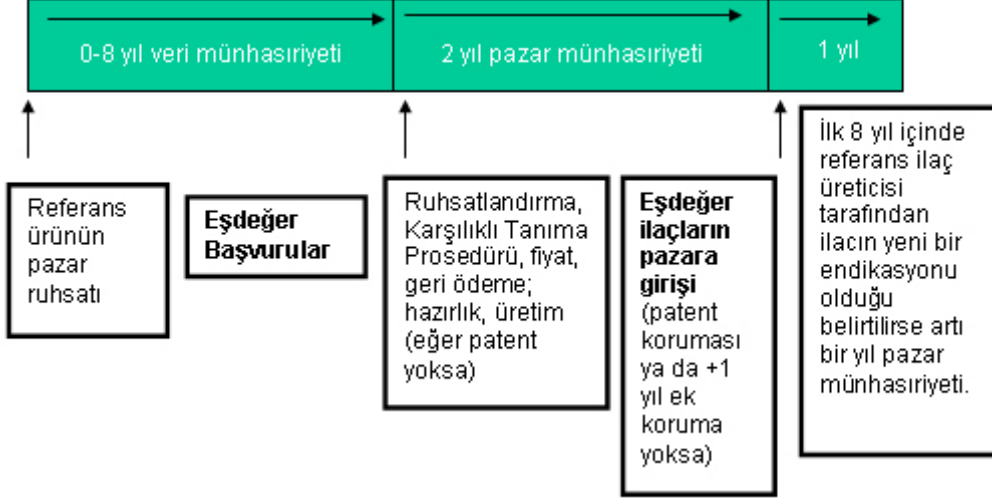 0-8 yıl veri münhasıriyeti
2 yıl pazar münhasıriyeti
1 yıl
Referans
ürünün
pazar
ruhsatı
Eşdeğer
Başvurular
Ruhsatlandırma,
Karşılıklı Tanıma
Prosedürü, fiyat,
geri ödeme;
hazırlık, üretim
(eğer patent
yoksa)
Eşdeğer
ilaçların
pazara
girişi
(patent
koruması
ya da +1
yıl ek
koruma
yoksa)
İlk 8 yıl içinde
referans ilaç
üreticisi
tarafından
ilacın yeni bir
endikasyonu
olduğu
belirtilirse artı
bir yıl pazar
münhasıriyeti.